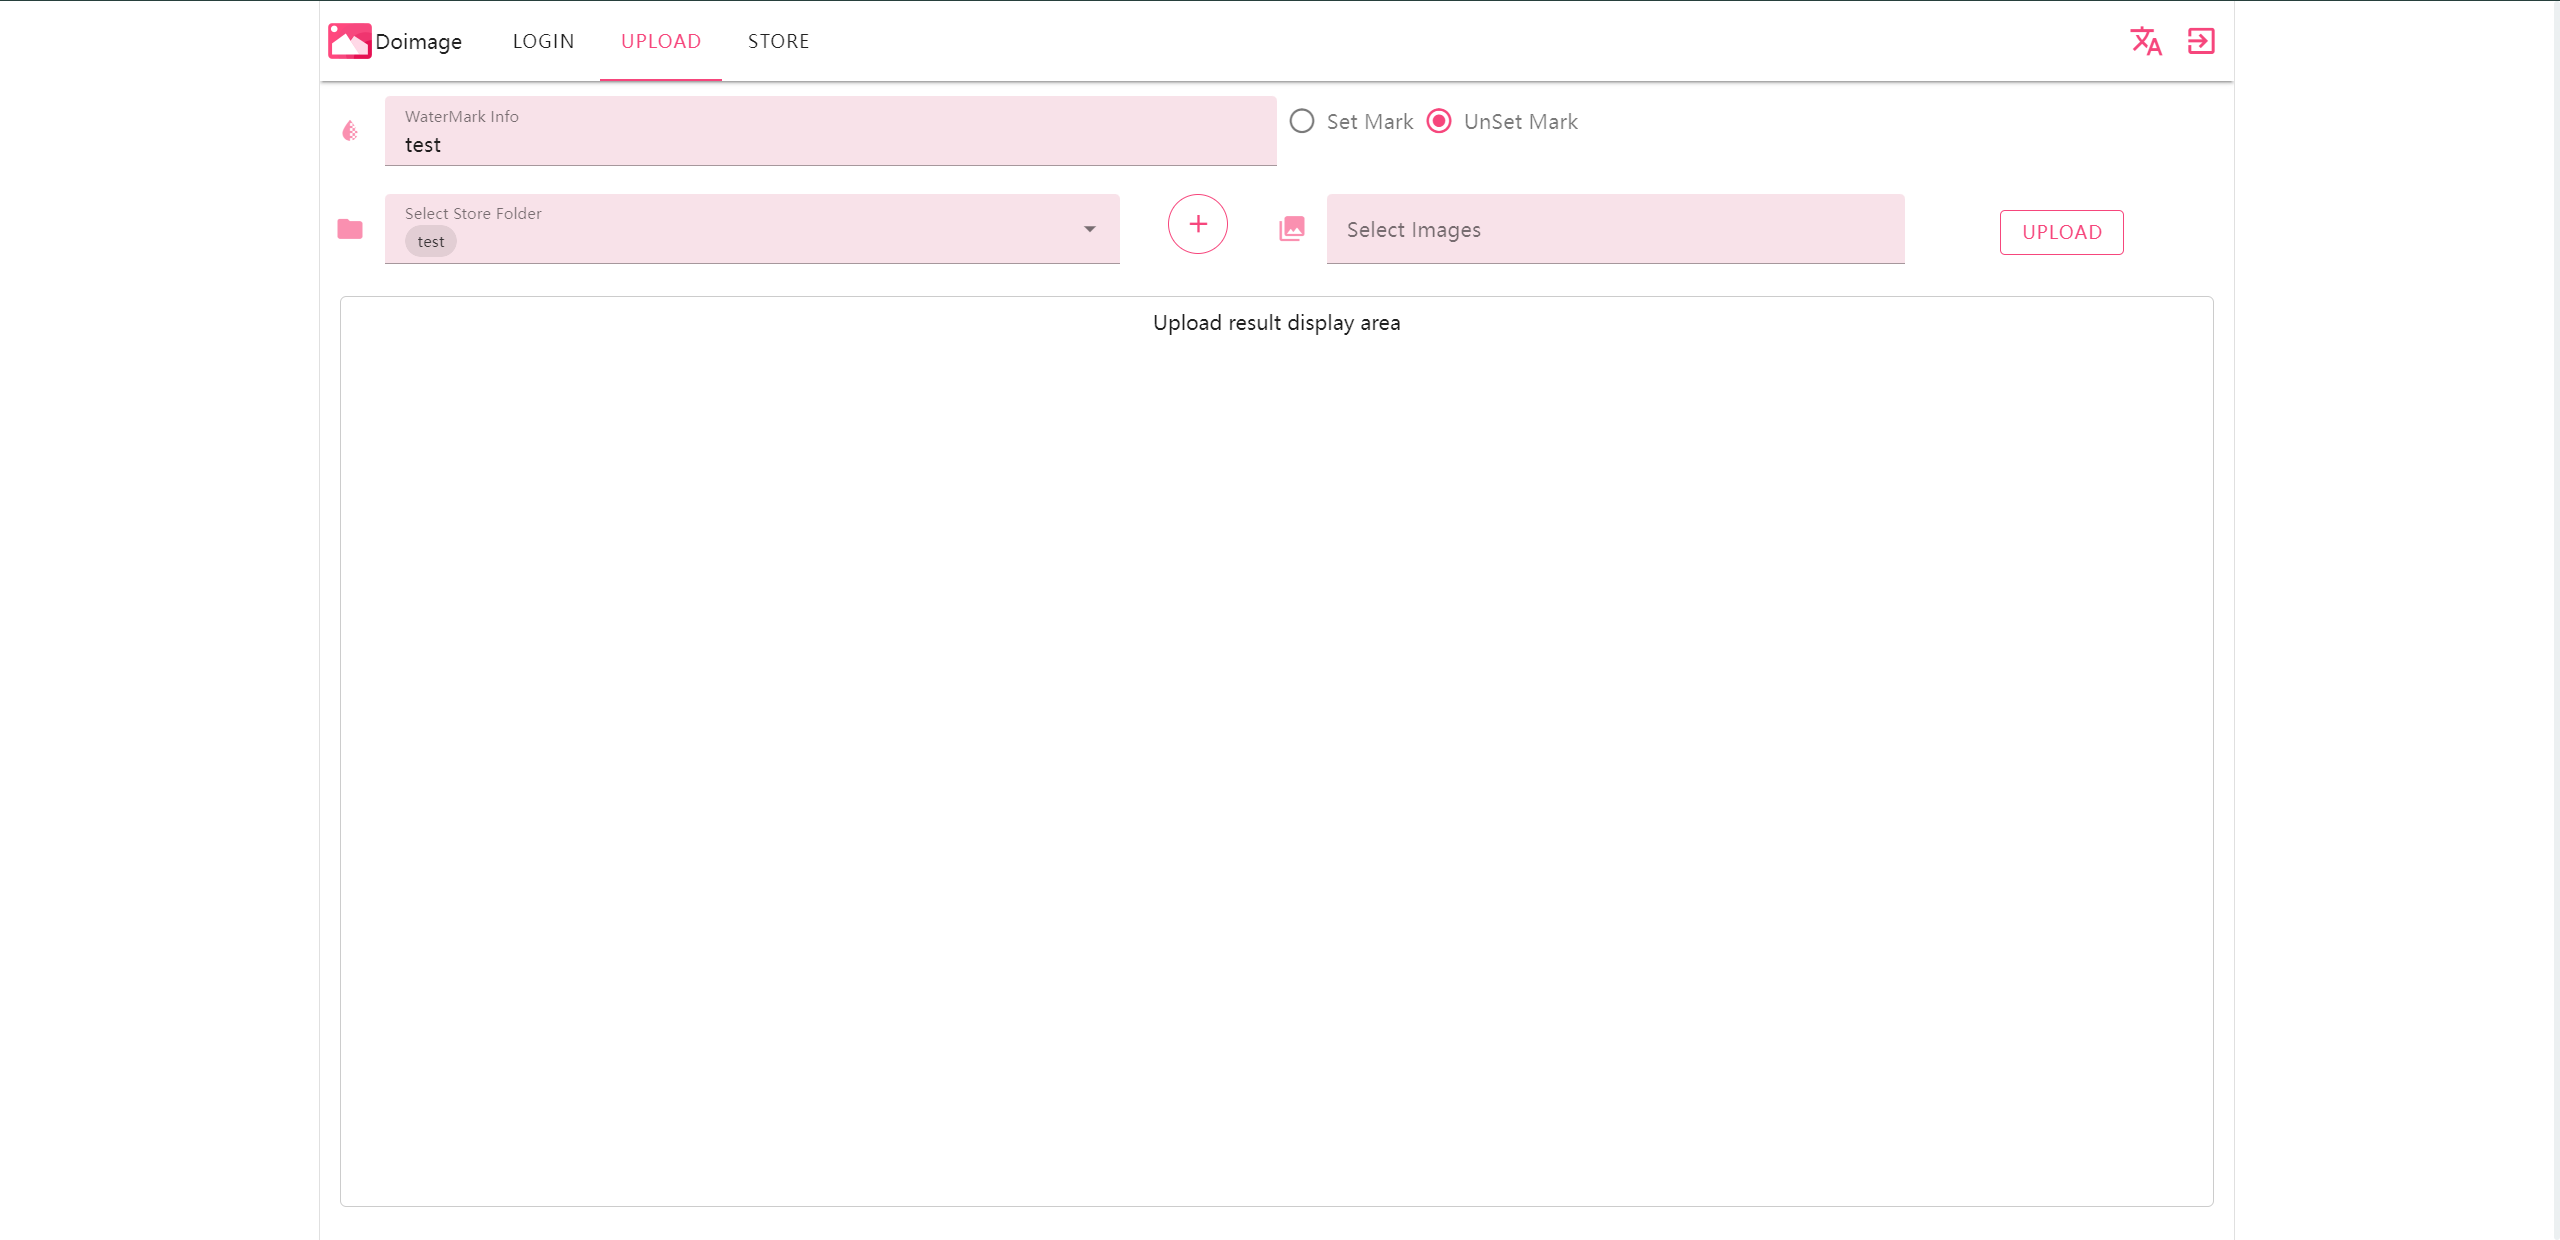 Doimage LOGIN UPLOAD STORE
WaterMark Info
test
Set Mark UnSet Mark
Select Store Folder
test
Select Images
UPLOAD
Upload result display area